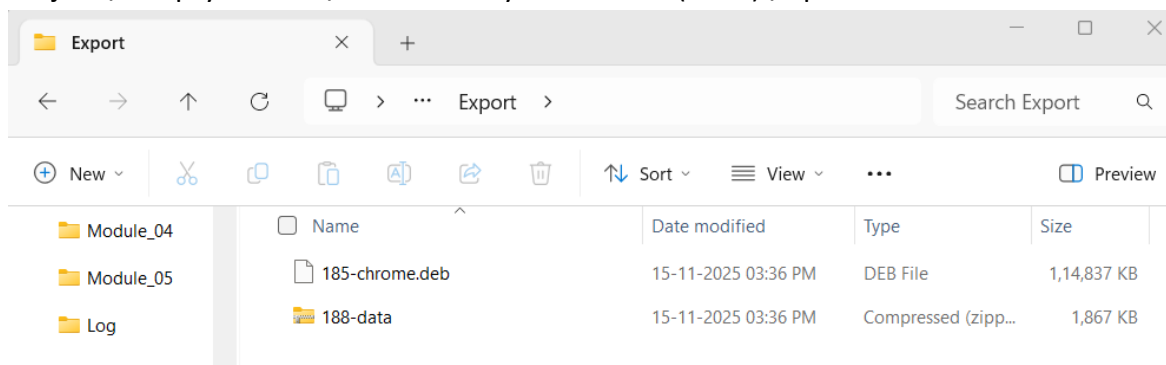 Export
Export
Search Export
New
Sort
View
Preview
Name
Date modified
Type
Size
Module_04
Module_05
Log
185-chrome.deb
15-11-2025 03:36 PM
DEB File
1,14,837 KB
188-data
15-11-2025 03:36 PM
Compressed (zipp...
1,867 KB